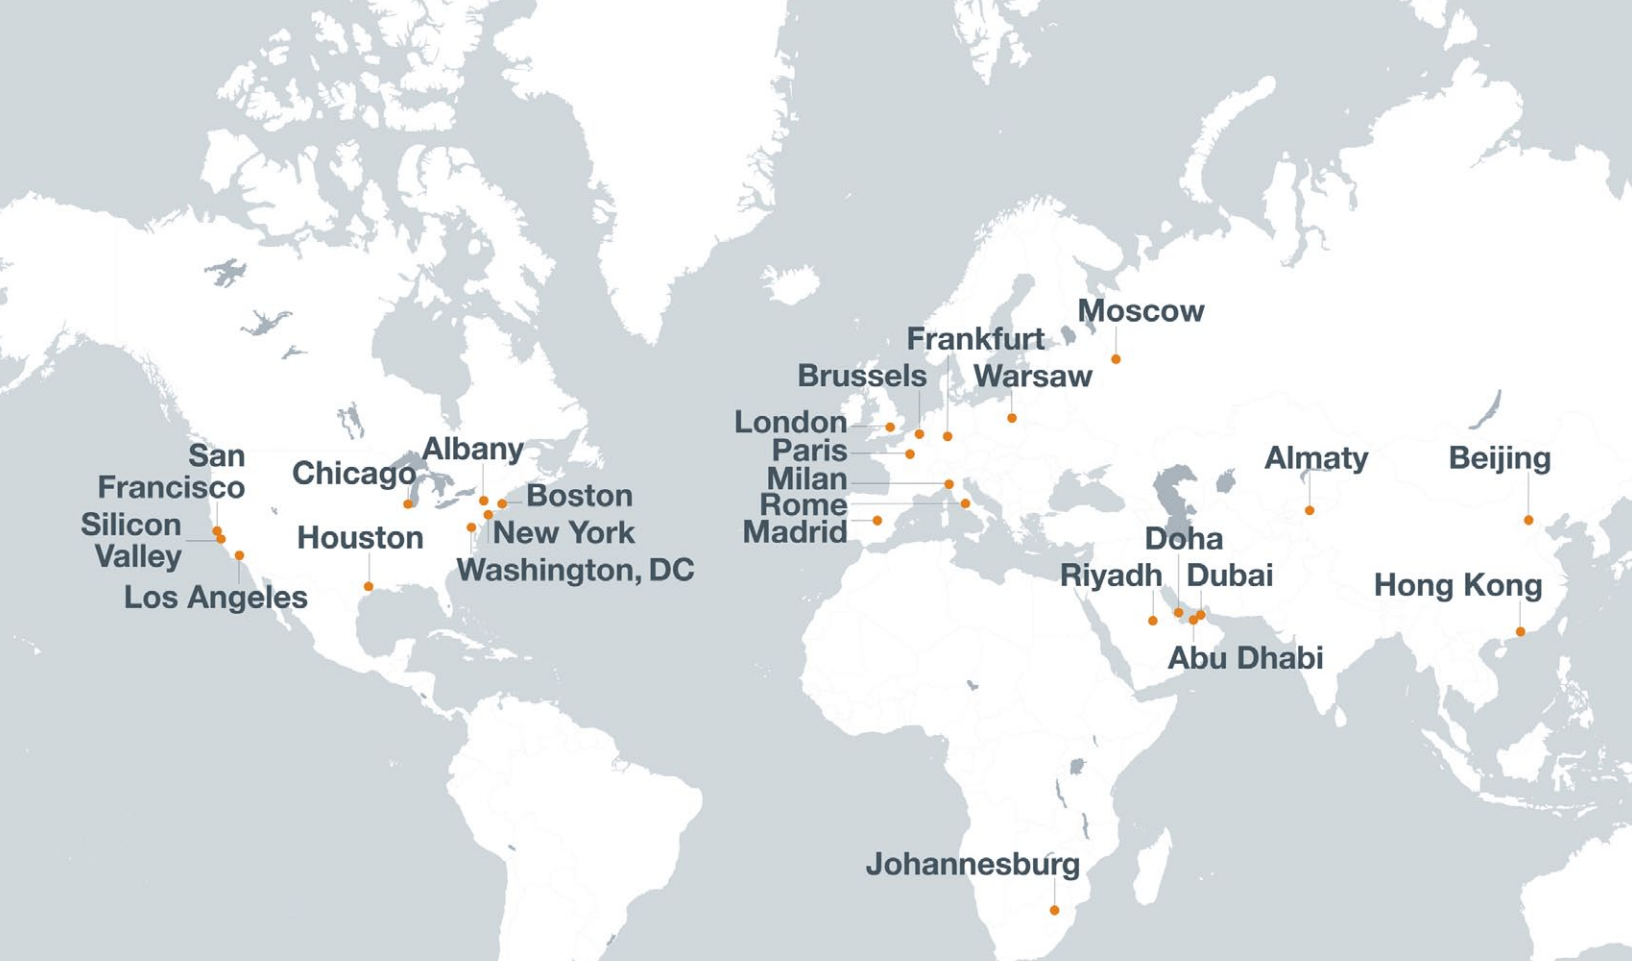 Moscow
Frankfurt
Brussels
Warsaw
London
Paris
Milan
Rome
Madrid
San
Francisco
Silicon
Valley
Los Angeles
Chicago
Albany
Boston
New York
Houston
Washington, DC
Almaty
Beijing
Doha
Riyadh
Dubai
Hong Kong
Abu Dhabi
Johannesburg